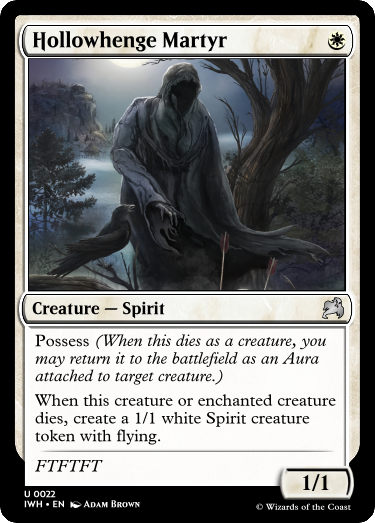 Hollowhenge Martyr
Creature — Spirit
Possess (When this dies as a creature, you
may return it to the battlefield as an Aura
attached to target creature.)
When this creature or enchanted creature
dies, create a 1/1 white Spirit creature
token with flying.
FTFTFT
1/1
U 0022
IWH • EN Adam Brown
© Wizards of the Coast